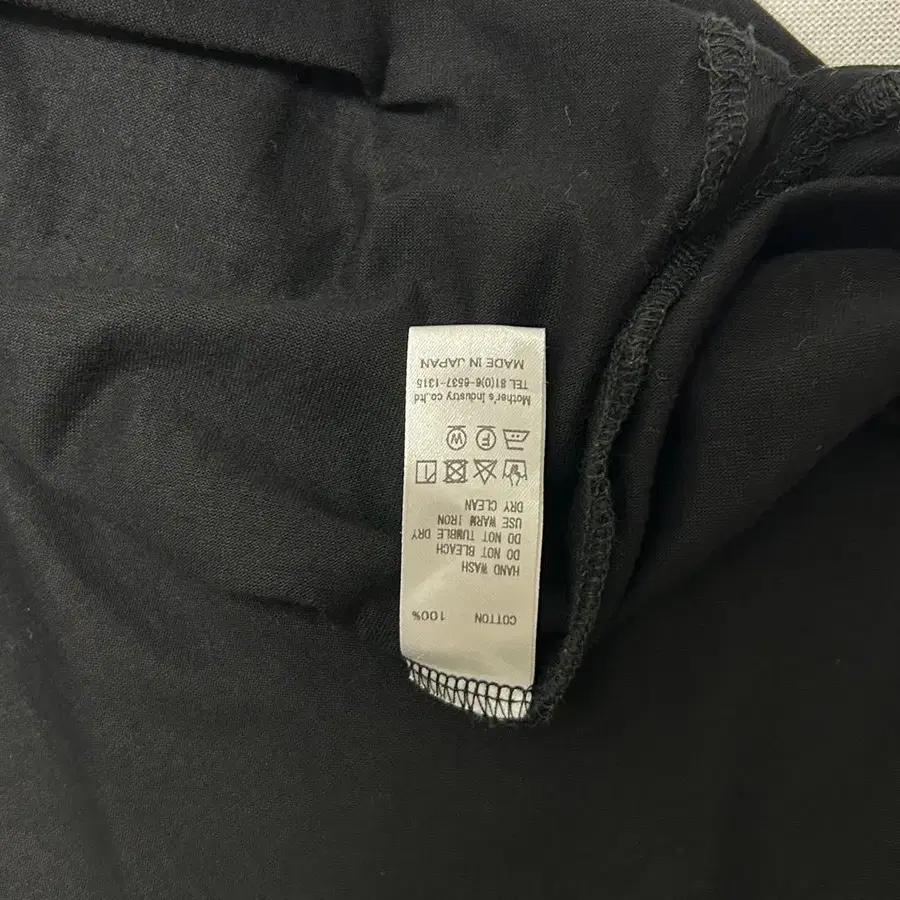 COTTON 100%
HAND WASH
DO NOT BLEACH
DO NOT TUMBLE DRY
USE WARM IRON
DRY CLEAN
F W
Mother's Industry co.,ltd
TEL 81(0)6-6537-1315
MADE IN JAPAN